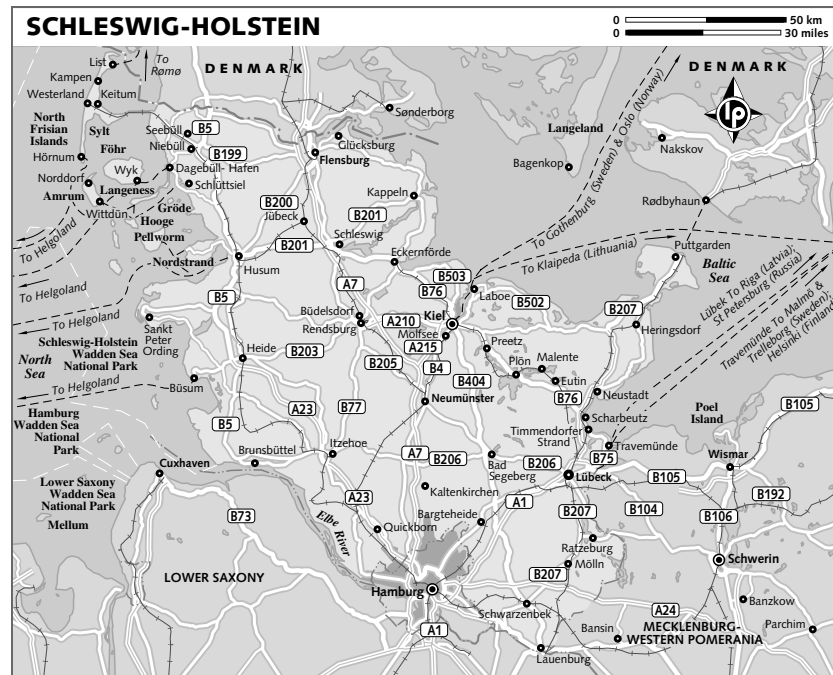 SCHLESWIG-HOLSTEIN
0 50 km
0 30 miles
List
To
Rømø
DENMARK
DENMARK
Kampen
Westerland
Keitum
Sønderborg
lp
North
Frisian
Islands
Sylt
Seebüll
B5
Glücksburg
Langeland
Nakskov
Föhr
Niebüll
B199
Flensburg
Hörnum
Wyk
Dagebüll- Hafen
Bagenkop
Norddorf
Langeness
Schlüttsiel
Kappeln
Amrum
Wittdün
B200
Rødbyhaun
Gröde
Jübeck
B201
Hooge
Pellworm
Schleswig
To Gothenburg (Sweden) & Oslo (Norway)
To Helgoland
B201
Puttgarden
Nordstrand
Husum
Eckernförde
To Klaipeda (Lithuania)
Baltic
Sea
B503
To Helgoland
A7
B76
Laboe
B5
B502
Lübeck To Riga (Latvia);
St Petersburg (Russia)
Büdelsdorf
B207
To Helgoland
Sankt
Peter
Ording
Rendsburg
A210
Kiel
Heringsdorf
Travemünde To Malmö &
Trelleborg (Sweden);
Helsinki (Finland)
Molfsee
Schleswig-Holstein
Wadden Sea
National Park
A215
Preetz
North
Sea
Heide
B203
B205
B4
Malente
Plön
To Helgoland
Büsum
B404
Eutin
B76
Neustadt
Hamburg
Wadden Sea
National
Park
A23
B77
Neumünster
Scharbeutz
Poel
Island
B105
B5
Timmendorfer
Strand
Travemünde
Brunsbüttel
Itzehoe
A7
B206
Bad
Segeberg
B206
B75
Wismar
Cuxhaven
Lübeck
B105
Lower Saxony
Wadden Sea
National Park
Kaltenkirchen
B192
Mellum
A23
A1
B207
B104
B106
B73
Elbe
River
Quickborn
Bargteheide
Ratzeburg
Schwerin
LOWER SAXONY
Mölln
B207
Hamburg
Schwarzenbek
A24
Banzkow
A1
Bansin
MECKLENBURG-
WESTERN POMERANIA
Parchim
Lauenburg